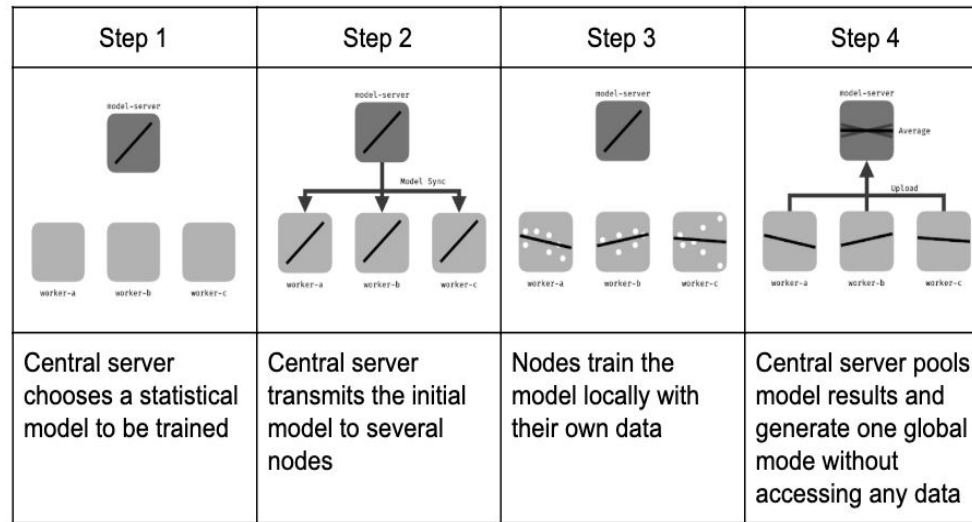 Step 1
Step 2
Step 3
Step 4
model-server
worker-a
worker-b
worker-c
model-server
Model Sync
worker-a
worker-b
worker-c
model-server
worker-a
worker-b
worker-c
model-server
Average
Upload
worker-a
worker-b
worker-c
Central server
chooses a statistical
model to be trained
Central server
transmits the initial
model to several
nodes
Nodes train the
model locally with
their own data
Central server pools
model results and
generate one global
mode without
accessing any data